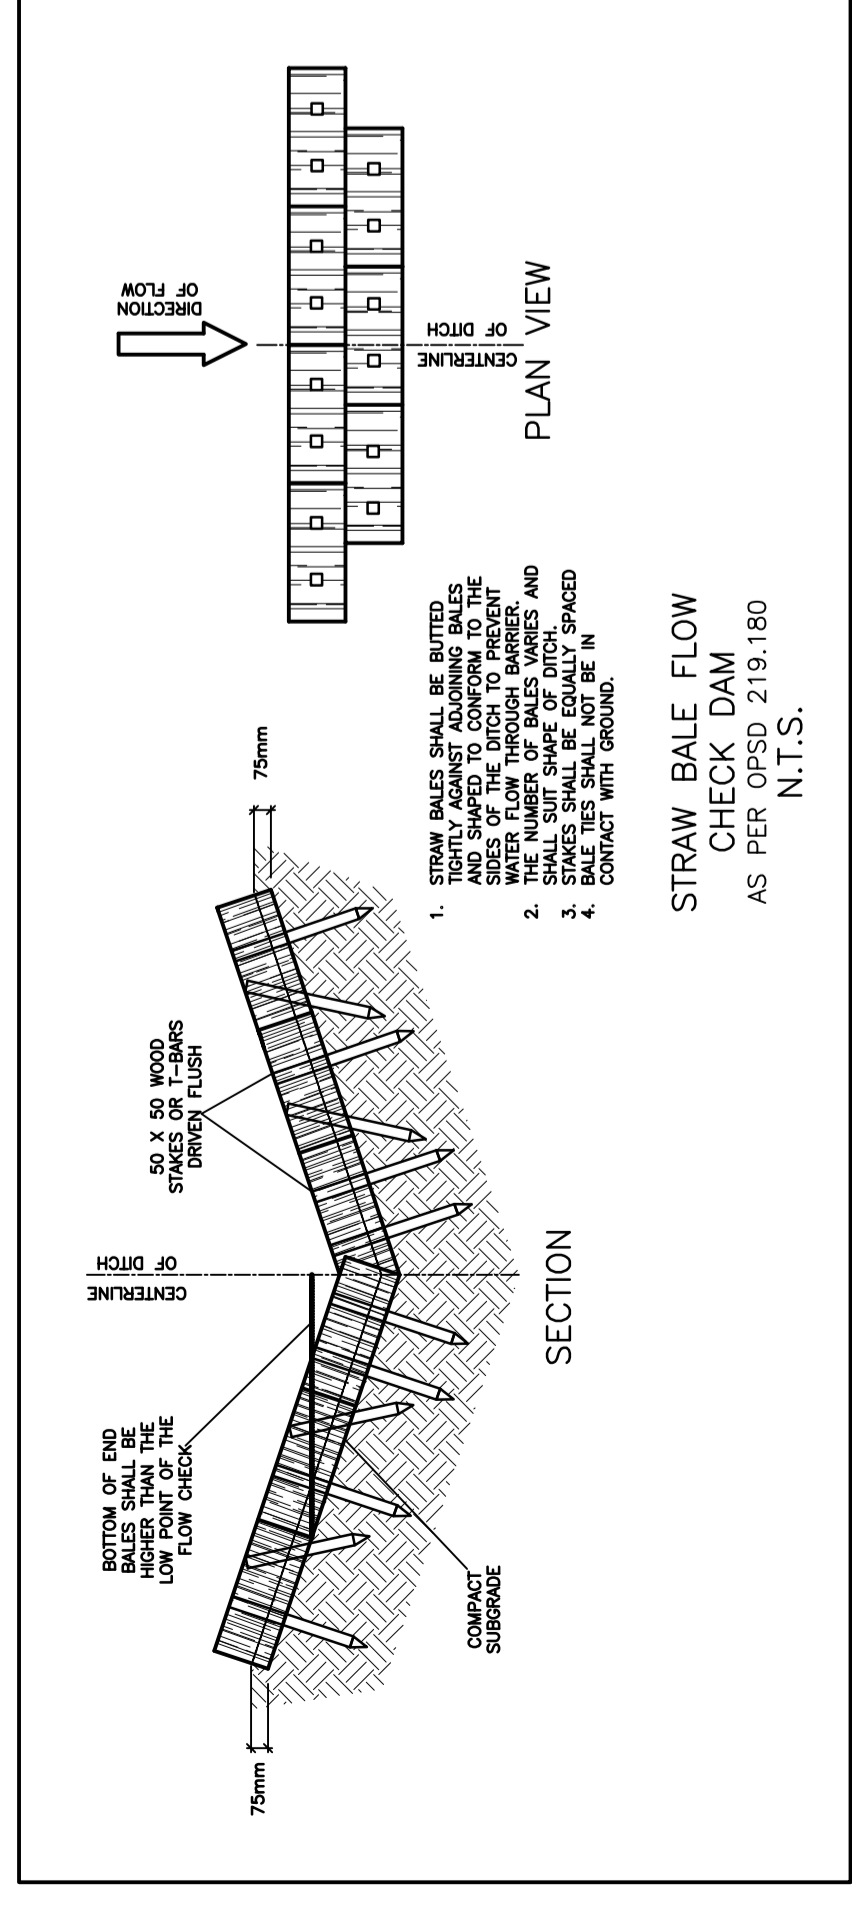 BOTTOM OF END
BALES SHALL BE
HIGHER THAN THE
LOW POINT OF THE
FLOW CHECK
CENTERLINE
OF DITCH
50 X 50 WOOD
STAKES OR T-BARS
DRIVEN FLUSH
75mm
75mm
COMPACT
SUBGRADE
SECTION
DIRECTION
OF FLOW
CENTERLINE
OF DITCH
PLAN VIEW
1. STRAW BALES SHALL BE BUTTED
TIGHTLY AGAINST ADJOINING BALES
AND SHAPED TO CONFORM TO THE
SIDES OF THE DITCH TO PREVENT
WATER FLOW THROUGH BARRIER.
2. THE NUMBER OF BALES VARIES AND
SHALL SUIT SHAPE OF DITCH.
3. STAKES SHALL BE EQUALLY SPACED
4. BALE TIES SHALL NOT BE IN
CONTACT WITH GROUND.
STRAW BALE FLOW
CHECK DAM
AS PER OPSD 219.180
N.T.S.